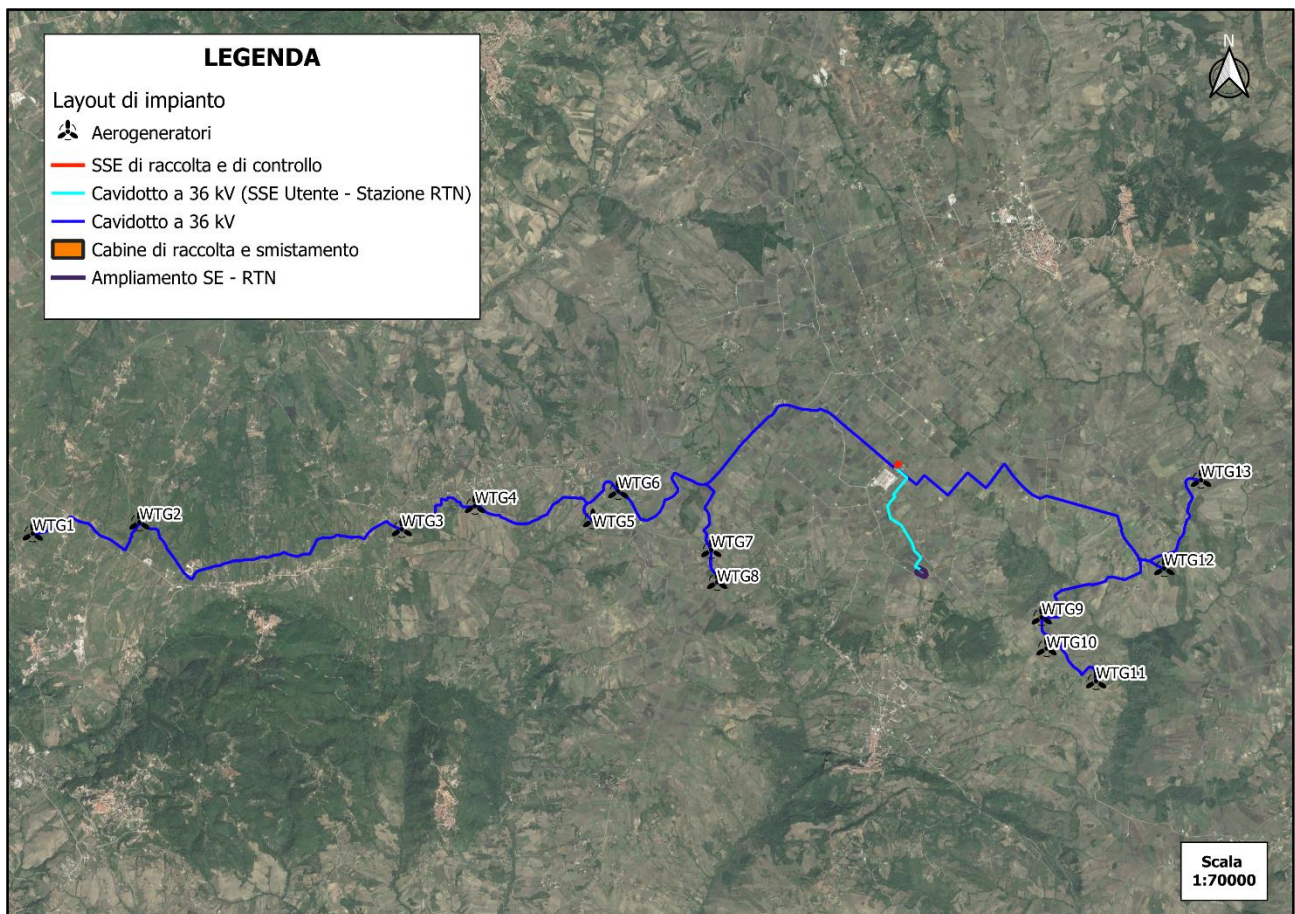 LEGENDA
Layout di impianto
Aerogeneratori
SSE di raccolta e di controllo
Cavidotto a 36 kV (SSE Utente - Stazione RTN)
Cavidotto a 36 kV
Cabine di raccolta e smistamento
Ampliamento SE - RTN
N
WTG1
WTG2
WTG3
WTG4
WTG5
WTG6
WTG7
WTG8
WTG9
WTG10
WTG11
WTG12
WTG13
Scala
1:70000